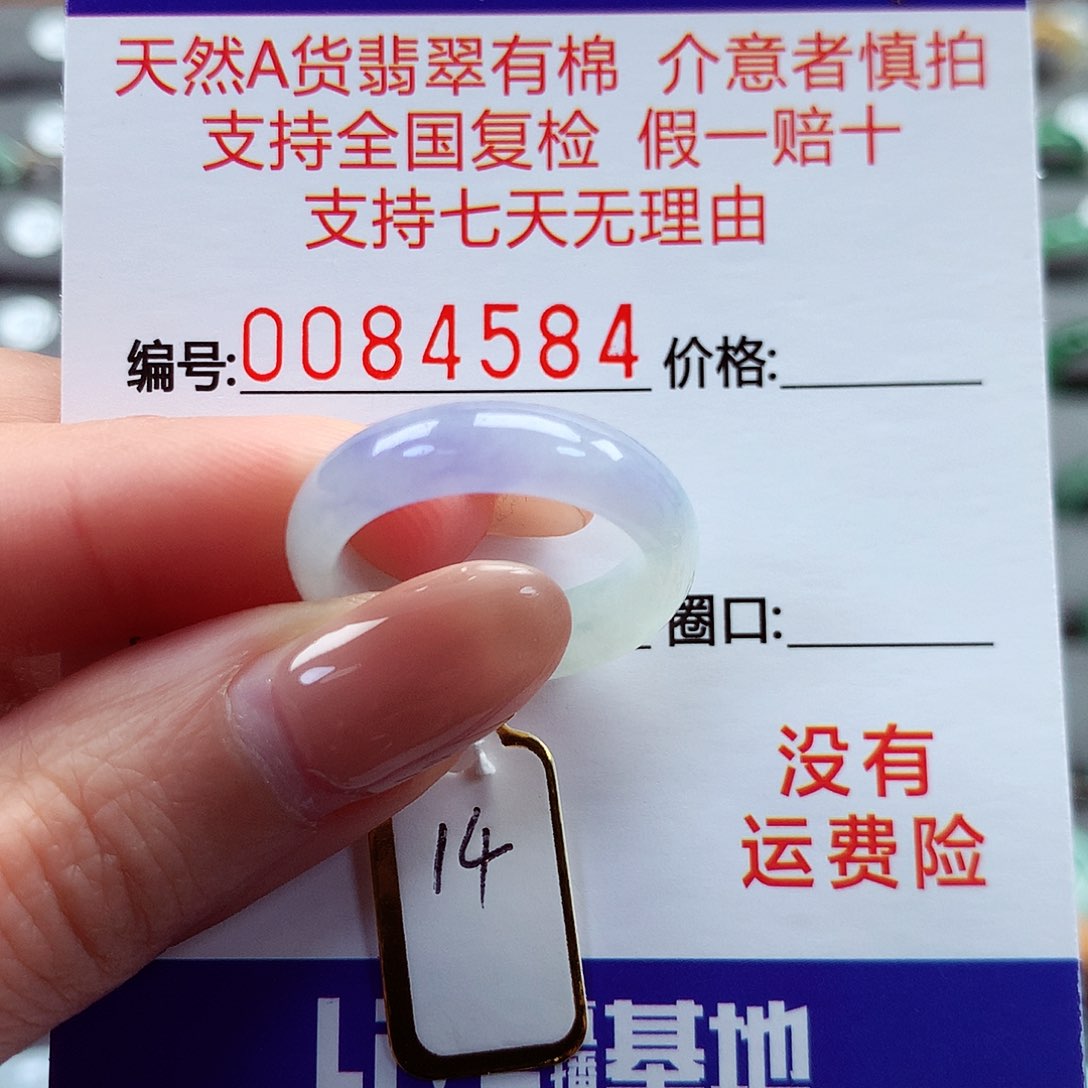 天然A货翡翠有棉 介意者慎拍
支持全国复检 假一赔十
支持七天无理由
编号:0084584 价格:
圈口:
没有
运费险
14
基地